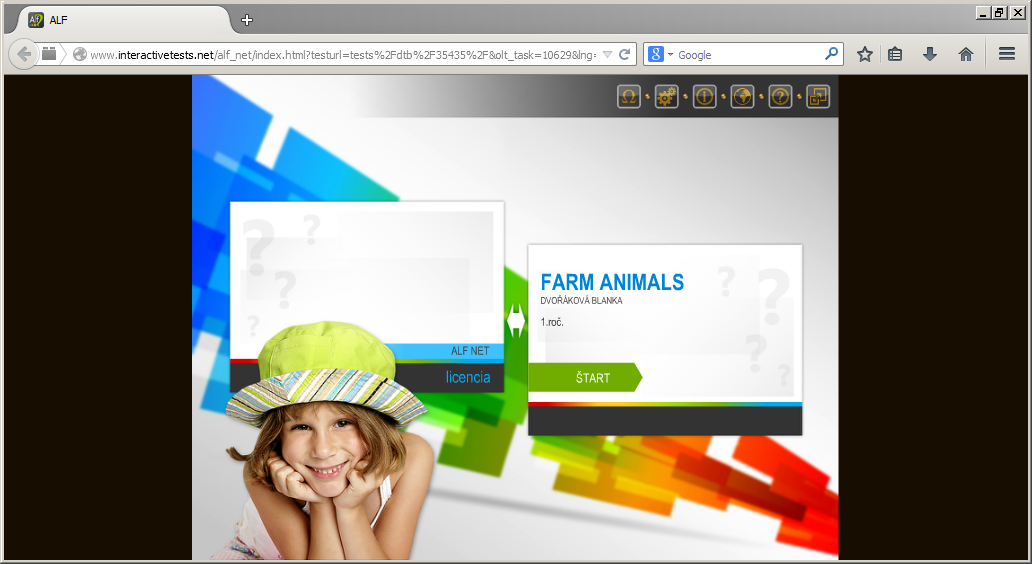 ALF
www.interactivetests.net/alf_net/index.html?testurl=tests%2Fdtb%2F35435%2F&olt_task=10629&lng=
Google
FARM ANIMALS
DVOŘÁKOVÁ BLANKA
1.roč.
ŠTART
ALF NET
licencia